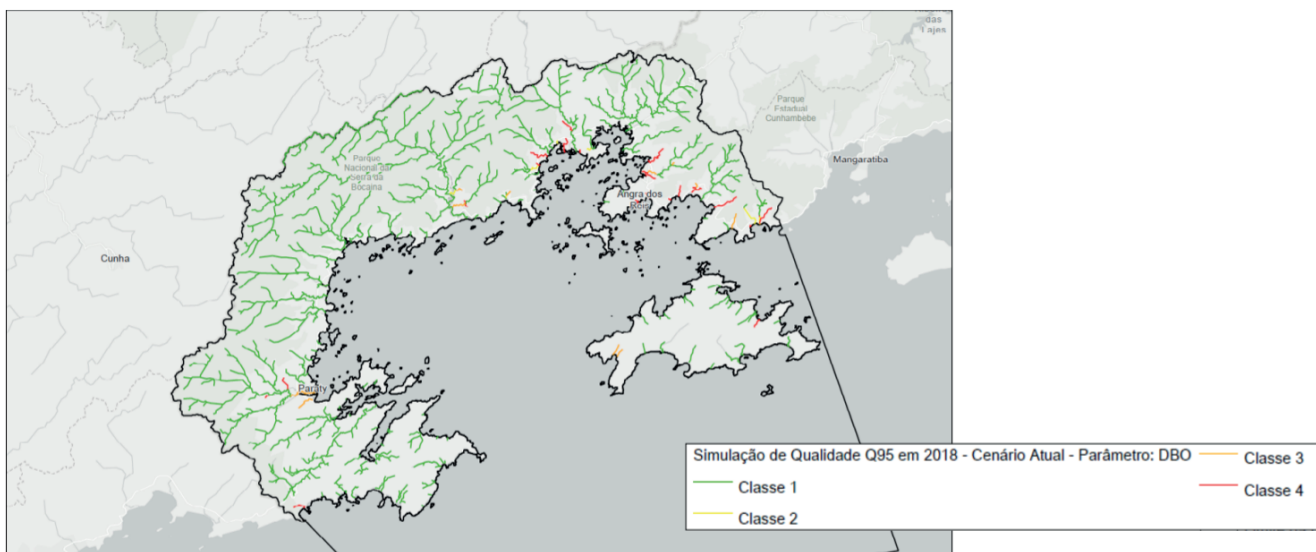 das
Lajes
Parque
Estadual
Cunhambebe
Mangaratiba
Parque
Nacional da
Serra da
Bocaina
Angra dos
Reis
Cunha
Paraty
Simulação de Qualidade Q95 em 2018 - Cenário Atual - Parâmetro: DBO
Classe 1
Classe 2
Classe 3
Classe 4